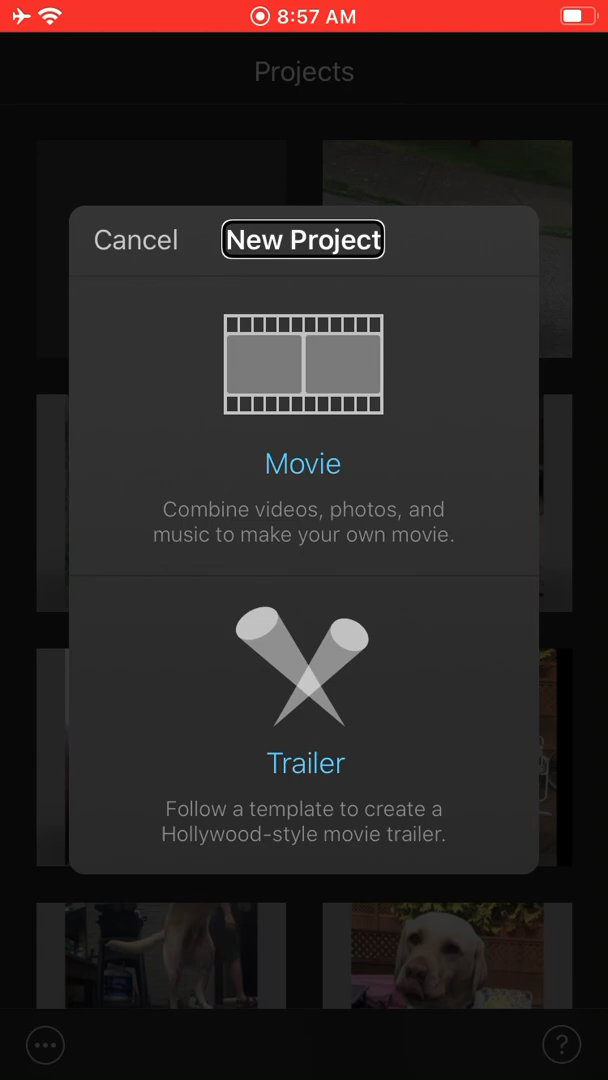 8:57 AM
Projects
Cancel
New Project
Movie
Combine videos, photos, and
music to make your own movie.
Trailer
Follow a template to create a
Hollywood-style movie trailer.
?